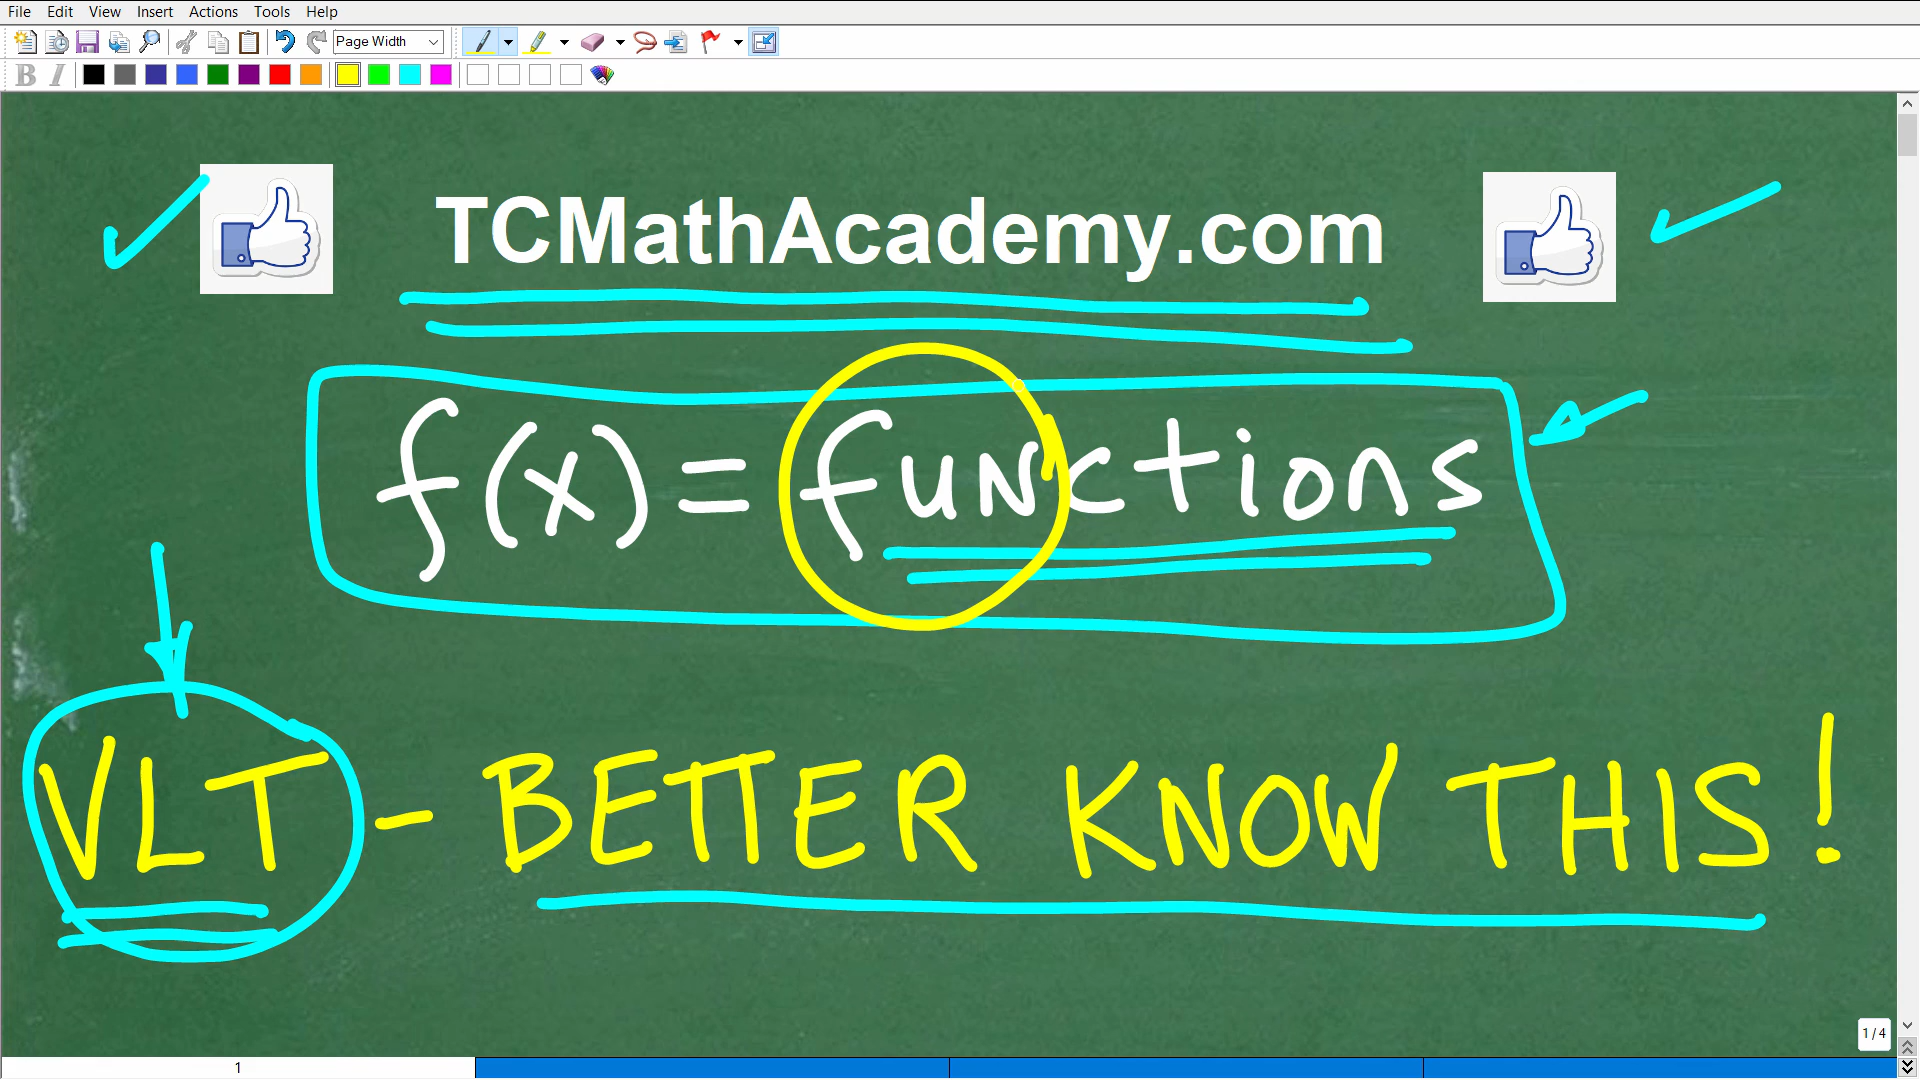 File Edit View Insert Actions Tools Help
Page Width
B I
TCMathAcademy.com
f(x) = functions
VLT - BETTER KNOW THIS!
1 / 4
1